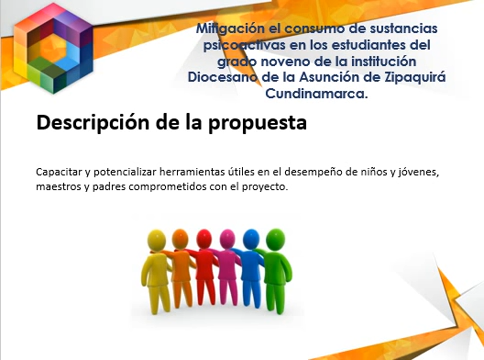 Mitigación el consumo de sustancias
psicoactivas en los estudiantes del
grado noveno de la institución
Diocesano de la Asunción de Zipaquirá
Cundinamarca.
Descripción de la propuesta
Capacitar y potencializar herramientas útiles en el desempeño de niños y jóvenes,
maestros y padres comprometidos con el proyecto.